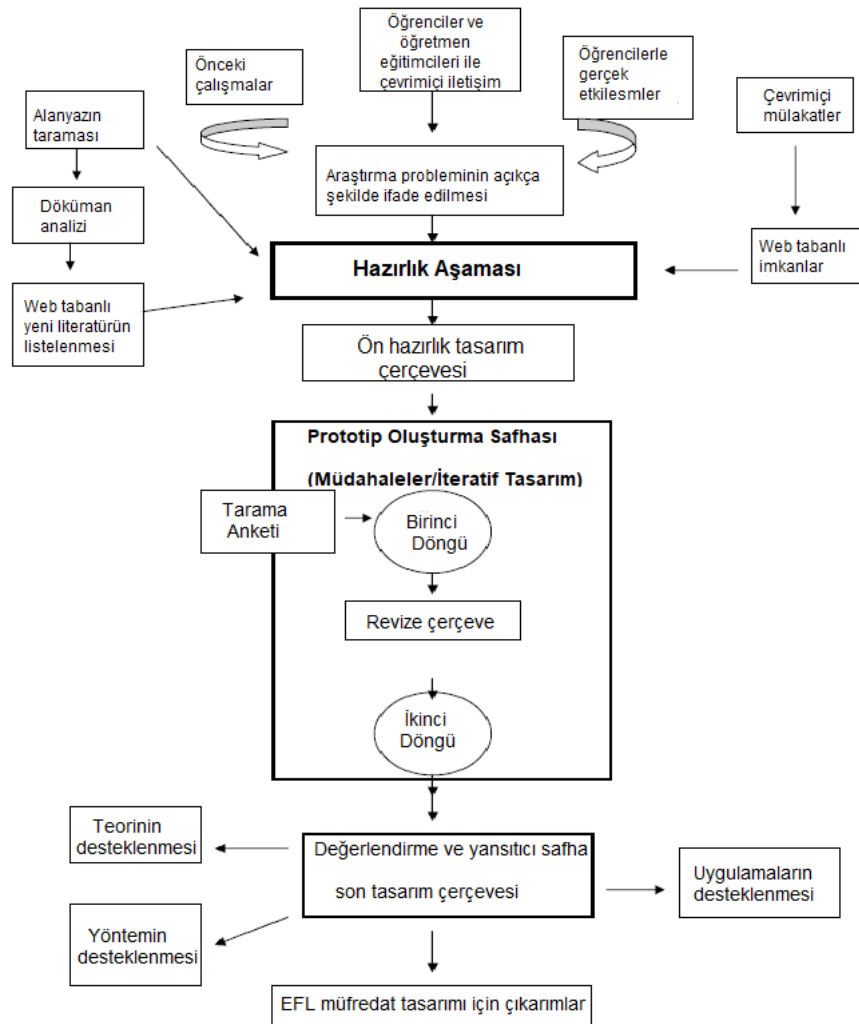 Öğrenciler ve
öğretmen
eğitimcileri ile
çevrimiçi iletişim
Önceki
çalışmalar
Öğrencilerle
gerçek
etkilesmler
Alanyazın
taraması
Çevrimiçi
mülakatler
Araştırma probleminin açıkça
şekilde ifade edilmesi
Döküman
analizi
Web tabanlı
imkanlar
Hazırlık Aşaması
Web tabanlı
yeni literatürün
listelenmesi
Ön hazırlık tasarım
çerçevesi
Prototip Oluşturma Safhası
(Müdahaleler/İteratif Tasarım)
Tarama
Anketi
Birinci
Döngü
Revize çerçeve
İkinci
Döngü
Teorinin
desteklenmesi
Değerlendirme ve yansıtıcı safha
son tasarım çerçevesi
Uygulamaların
desteklenmesi
Yöntemin
desteklenmesi
EFL müfredat tasarımı için çıkarımlar